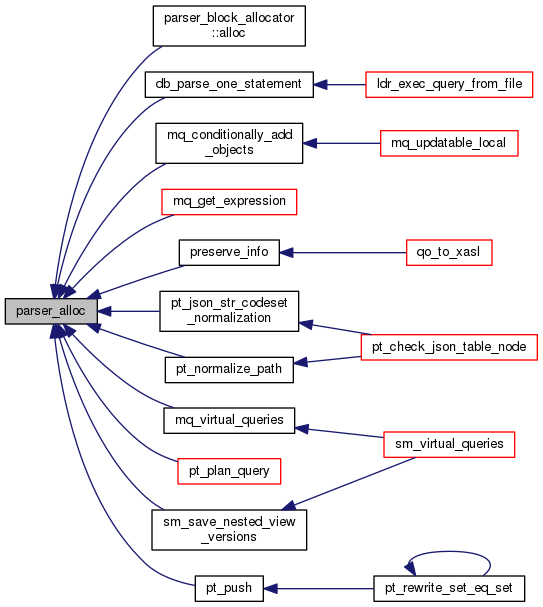 parser_block_allocator
::alloc
db_parse_one_statement
ldr_exec_query_from_file
mq_conditionally_add
_objects
mq_updatable_local
mq_get_expression
preserve_info
qo_to_xasl
parser_alloc
pt_json_str_codeset
_normalization
pt_check_json_table_node
pt_normalize_path
mq_virtual_queries
sm_virtual_queries
pt_plan_query
sm_save_nested_view
_versions
pt_push
pt_rewrite_set_eq_set